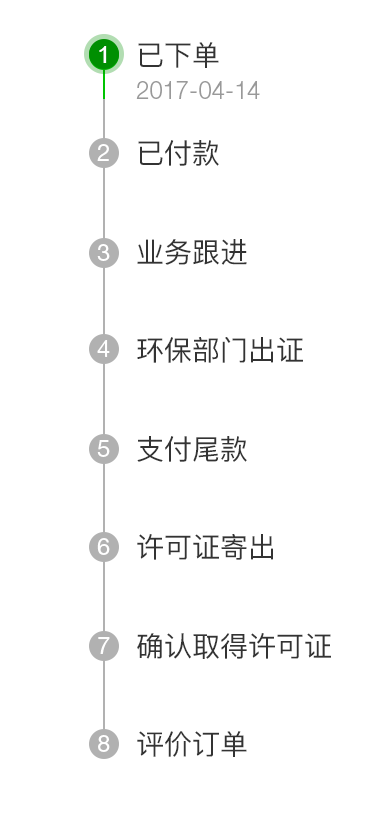 1 已下单
2017-04-14
2 已付款
3 业务跟进
4 环保部门出证
5 支付尾款
6 许可证寄出
7 确认取得许可证
8 评价订单